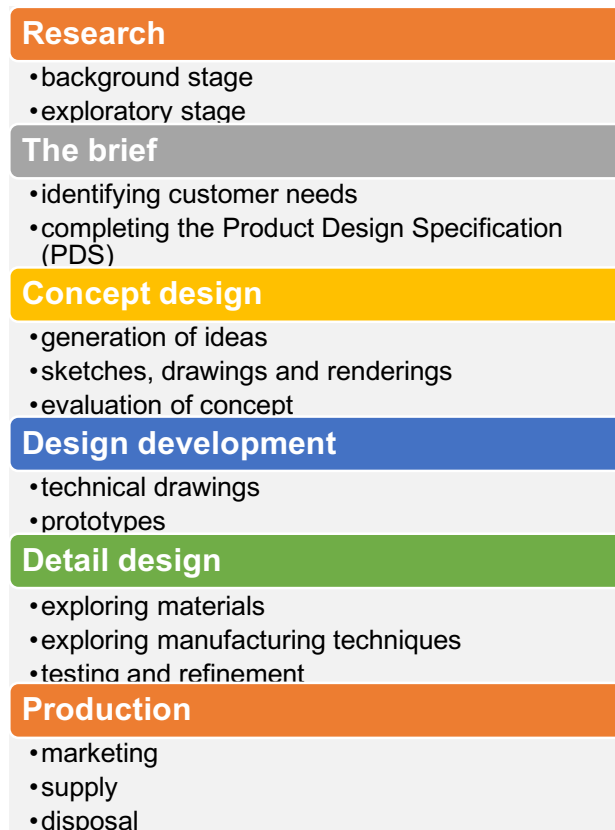 Research
•background stage
•exploratory stage
The brief
•identifying customer needs
•completing the Product Design Specification
(PDS)
Concept design
•generation of ideas
•sketches, drawings and renderings
•evaluation of concept
Design development
•technical drawings
•prototypes
Detail design
•exploring materials
•exploring manufacturing techniques
•testing and refinement
Production
•marketing
•supply
•disposal